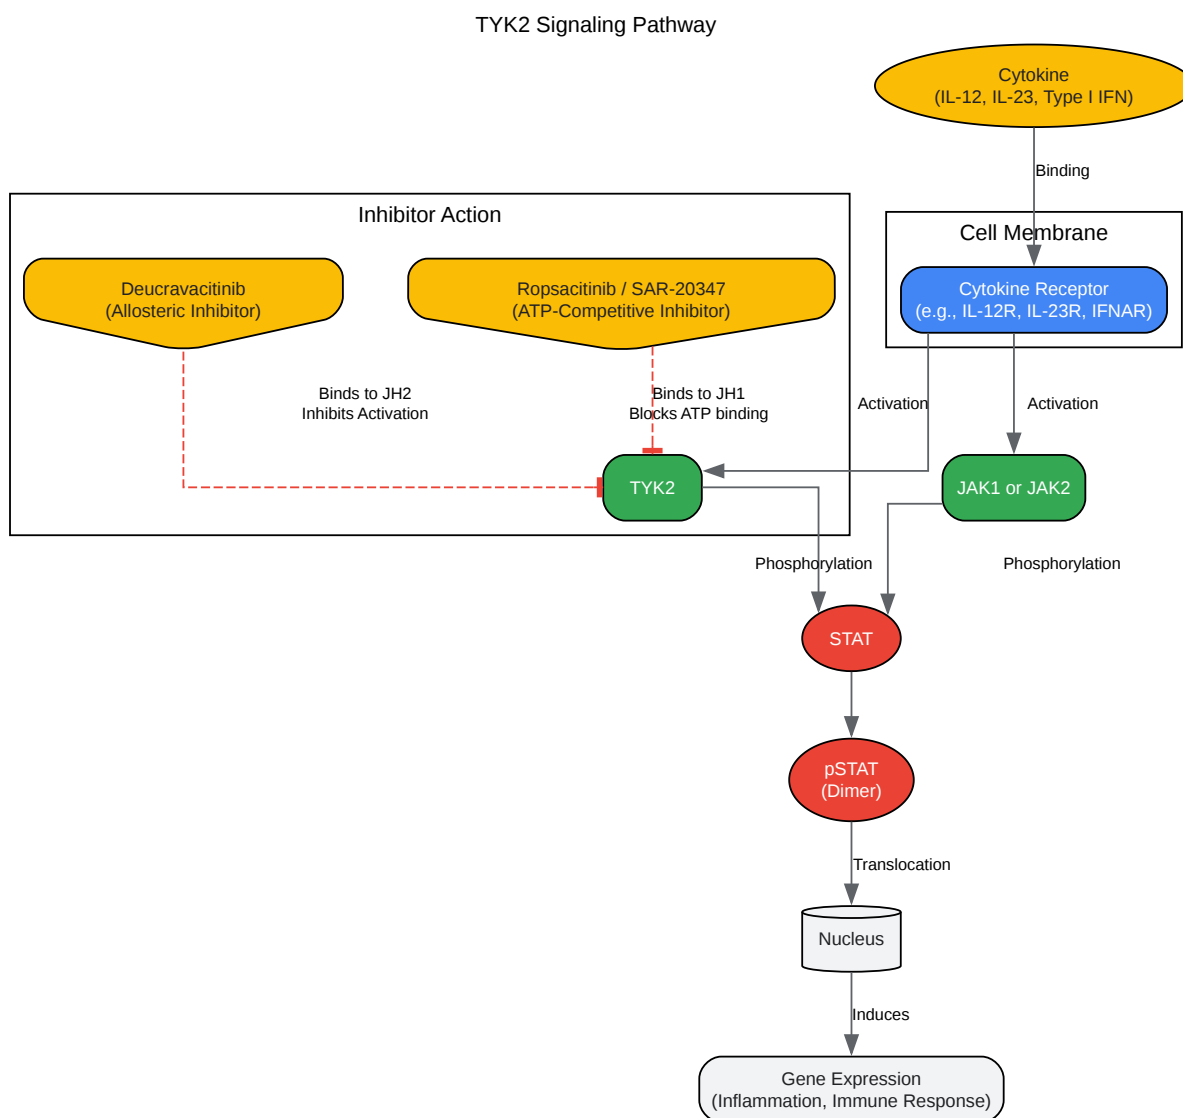 TYK2 Signaling Pathway
Cytokine
(IL-12, IL-23, Type I IFN)
Binding
Inhibitor Action
Cell Membrane
Deucravacitinib
(Allosteric Inhibitor)
Ropsacitinib / SAR-20347
(ATP-Competitive Inhibitor)
Cytokine Receptor
(e.g., IL-12R, IL-23R, IFNAR)
Binds to JH2
Inhibits Activation
Binds to JH1
Blocks ATP binding
Activation
Activation
TYK2
JAK1 or JAK2
Phosphorylation
Phosphorylation
STAT
pSTAT
(Dimer)
Translocation
Nucleus
Induces
Gene Expression
(Inflammation, Immune Response)